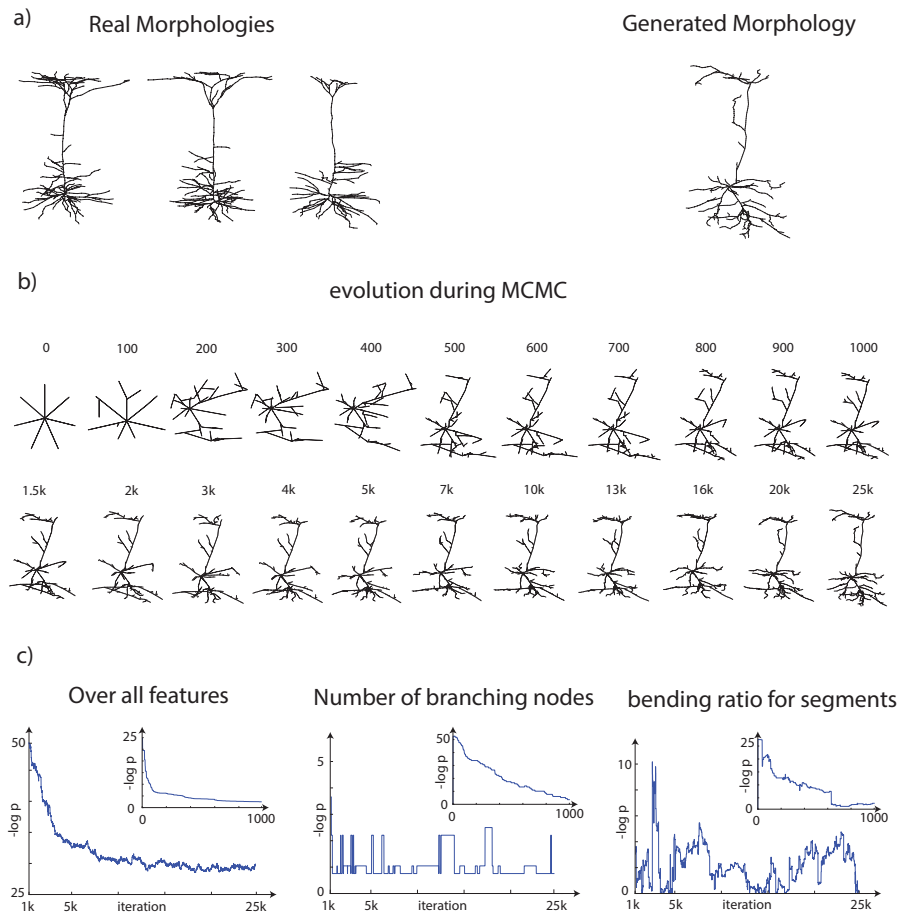 a)
Real Morphologies
Generated Morphology
b)
evolution during MCMC
0 100 200 300 400 500 600 700 800 900 1000
1.5k 2k 3k 4k 5k 7k 10k 13k 16k 20k 25k
c)
Over all features
50
-log p
25
1k 5k iteration 25k
25
-log p
0
0 1000
Number of branching nodes
5
-log p
0
1k 5k iteration 25k
50
-log p
0
0 1000
bending ratio for segments
10
-log p
0
1k 5k iteration 25k
25
-log p
0
0 1000